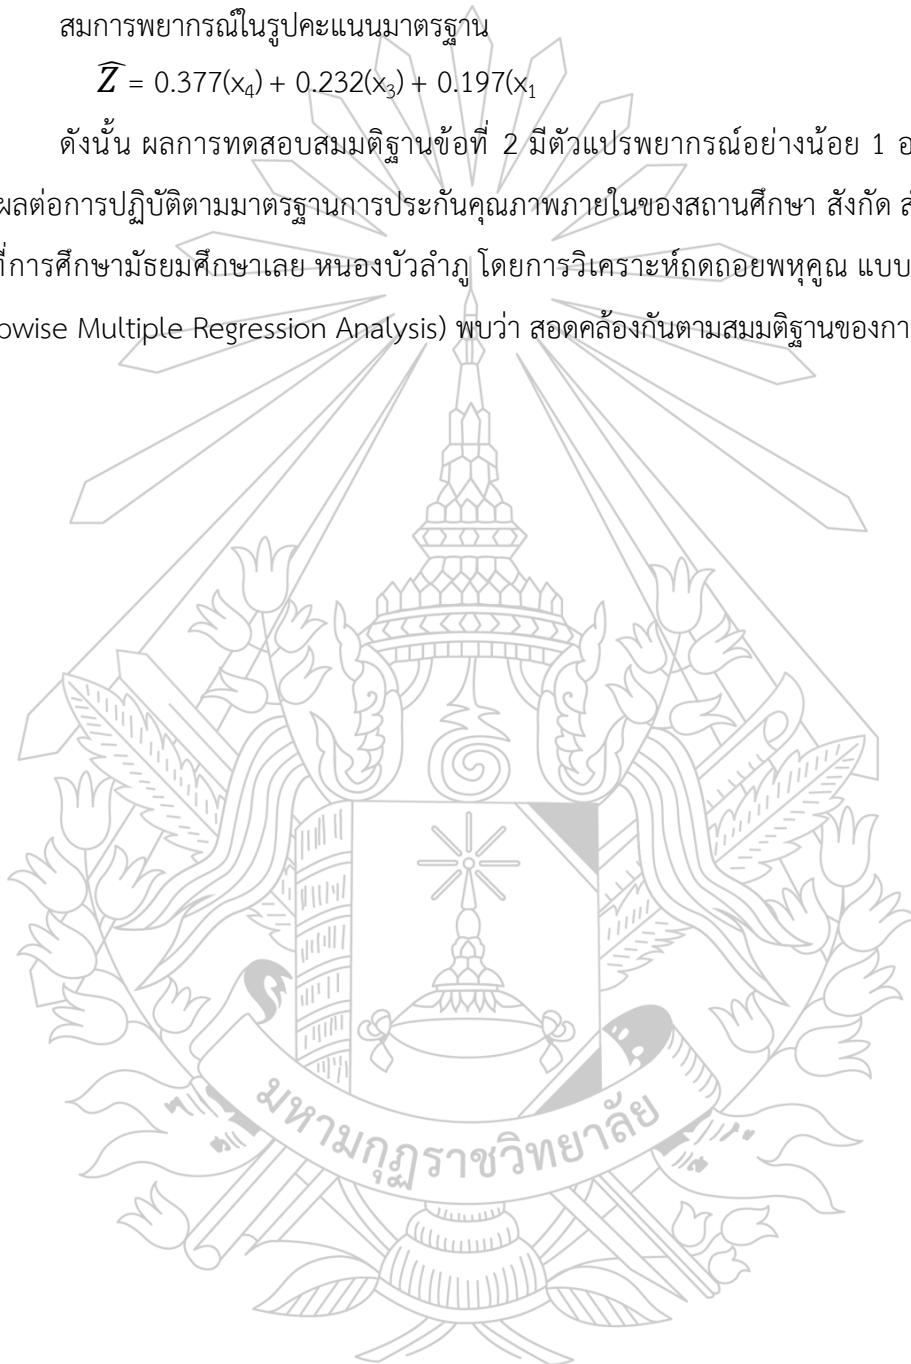 สมการพยากรณ์ในรูปคะแนนมาตรฐาน
Ẑ = 0.377(x₄) + 0.232(x₃) + 0.197(x₁
ดังนั้น ผลการทดสอบสมมติฐานข้อที่ 2 มีตัวแปรพยากรณ์อย่างน้อย 1 อ
ผลต่อการปฏิบัติตามมาตรฐานการประกันคุณภาพภายในของสถานศึกษา สังกัด
ที่การศึกษามัธยมศึกษาเลย หนองบัวลำภู โดยการวิเคราะห์ถดถอยพหุคูณ แบบ
pwise Multiple Regression Analysis) พบว่า สอดคล้องกันตามสมมติฐานของกา
มหามกุฏราชวิทยาลัย